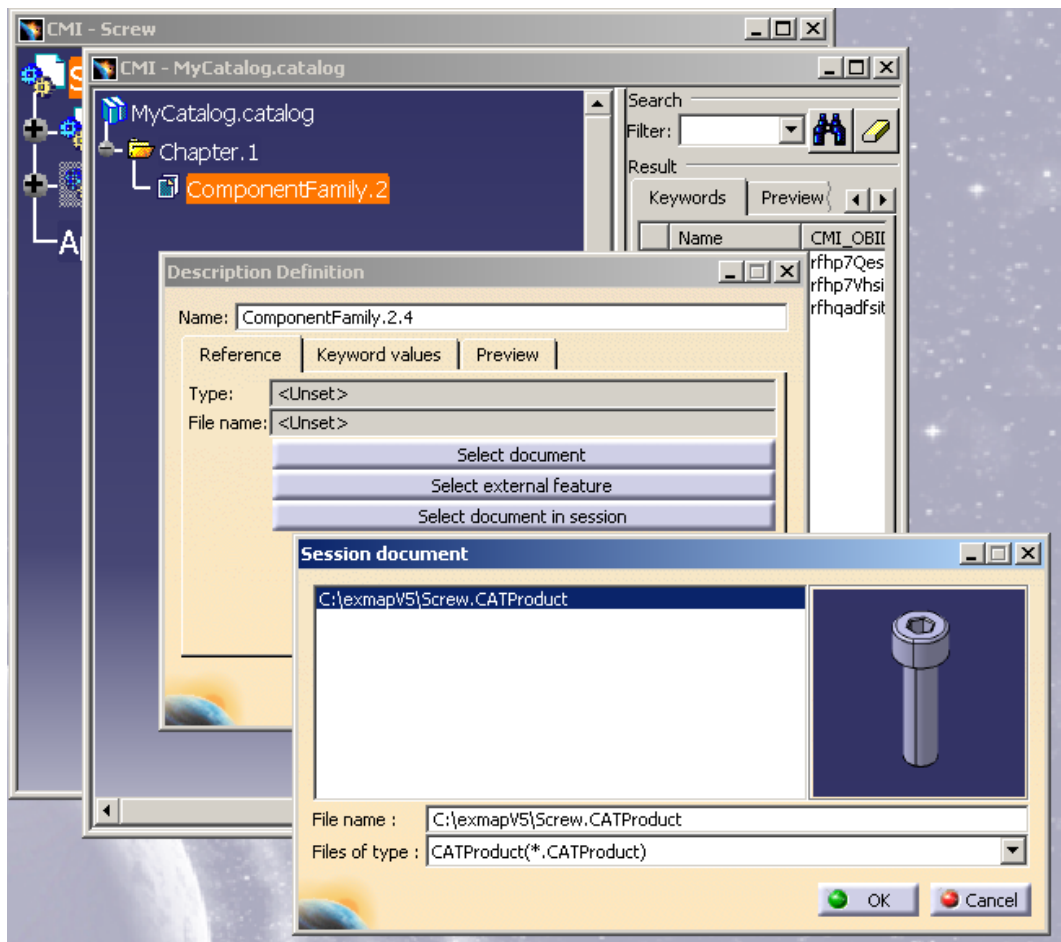 CMI - Screw
S
CMI - MyCatalog.catalog
MyCatalog.catalog
Chapter.1
ComponentFamily.2
A
Search
Filter:
Result
Keywords Preview
Name CMI_OBID
rfhp7Qes
rfhp7Vhsi
rfhqadfsit
Description Definition
Name: ComponentFamily.2.4
Reference Keyword values Preview
Type: <Unset>
File name: <Unset>
Select document
Select external feature
Select document in session
Session document
C:\exmapV5\Screw.CATProduct
File name : C:\exmapV5\Screw.CATProduct
Files of type : CATProduct(*.CATProduct)
OK Cancel